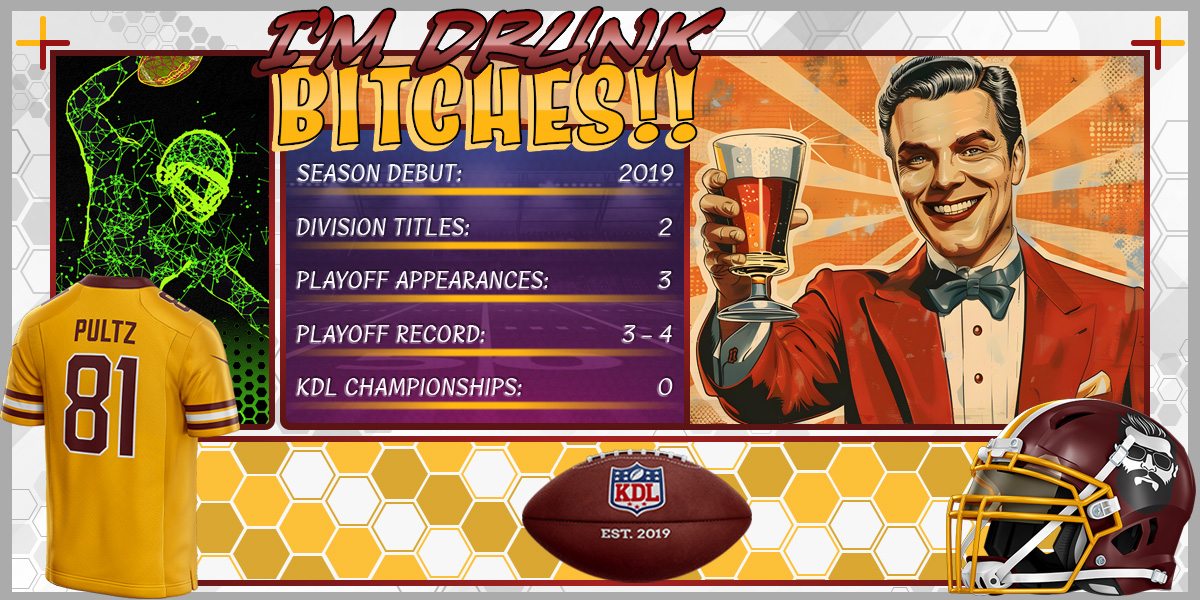 I'M DRUNK
BITCHES!!
SEASON DEBUT: 2019
DIVISION TITLES: 2
PLAYOFF APPEARANCES: 3
PLAYOFF RECORD: 3 – 4
KDL CHAMPIONSHIPS: 0
PULTZ
81
KDL
EST. 2019